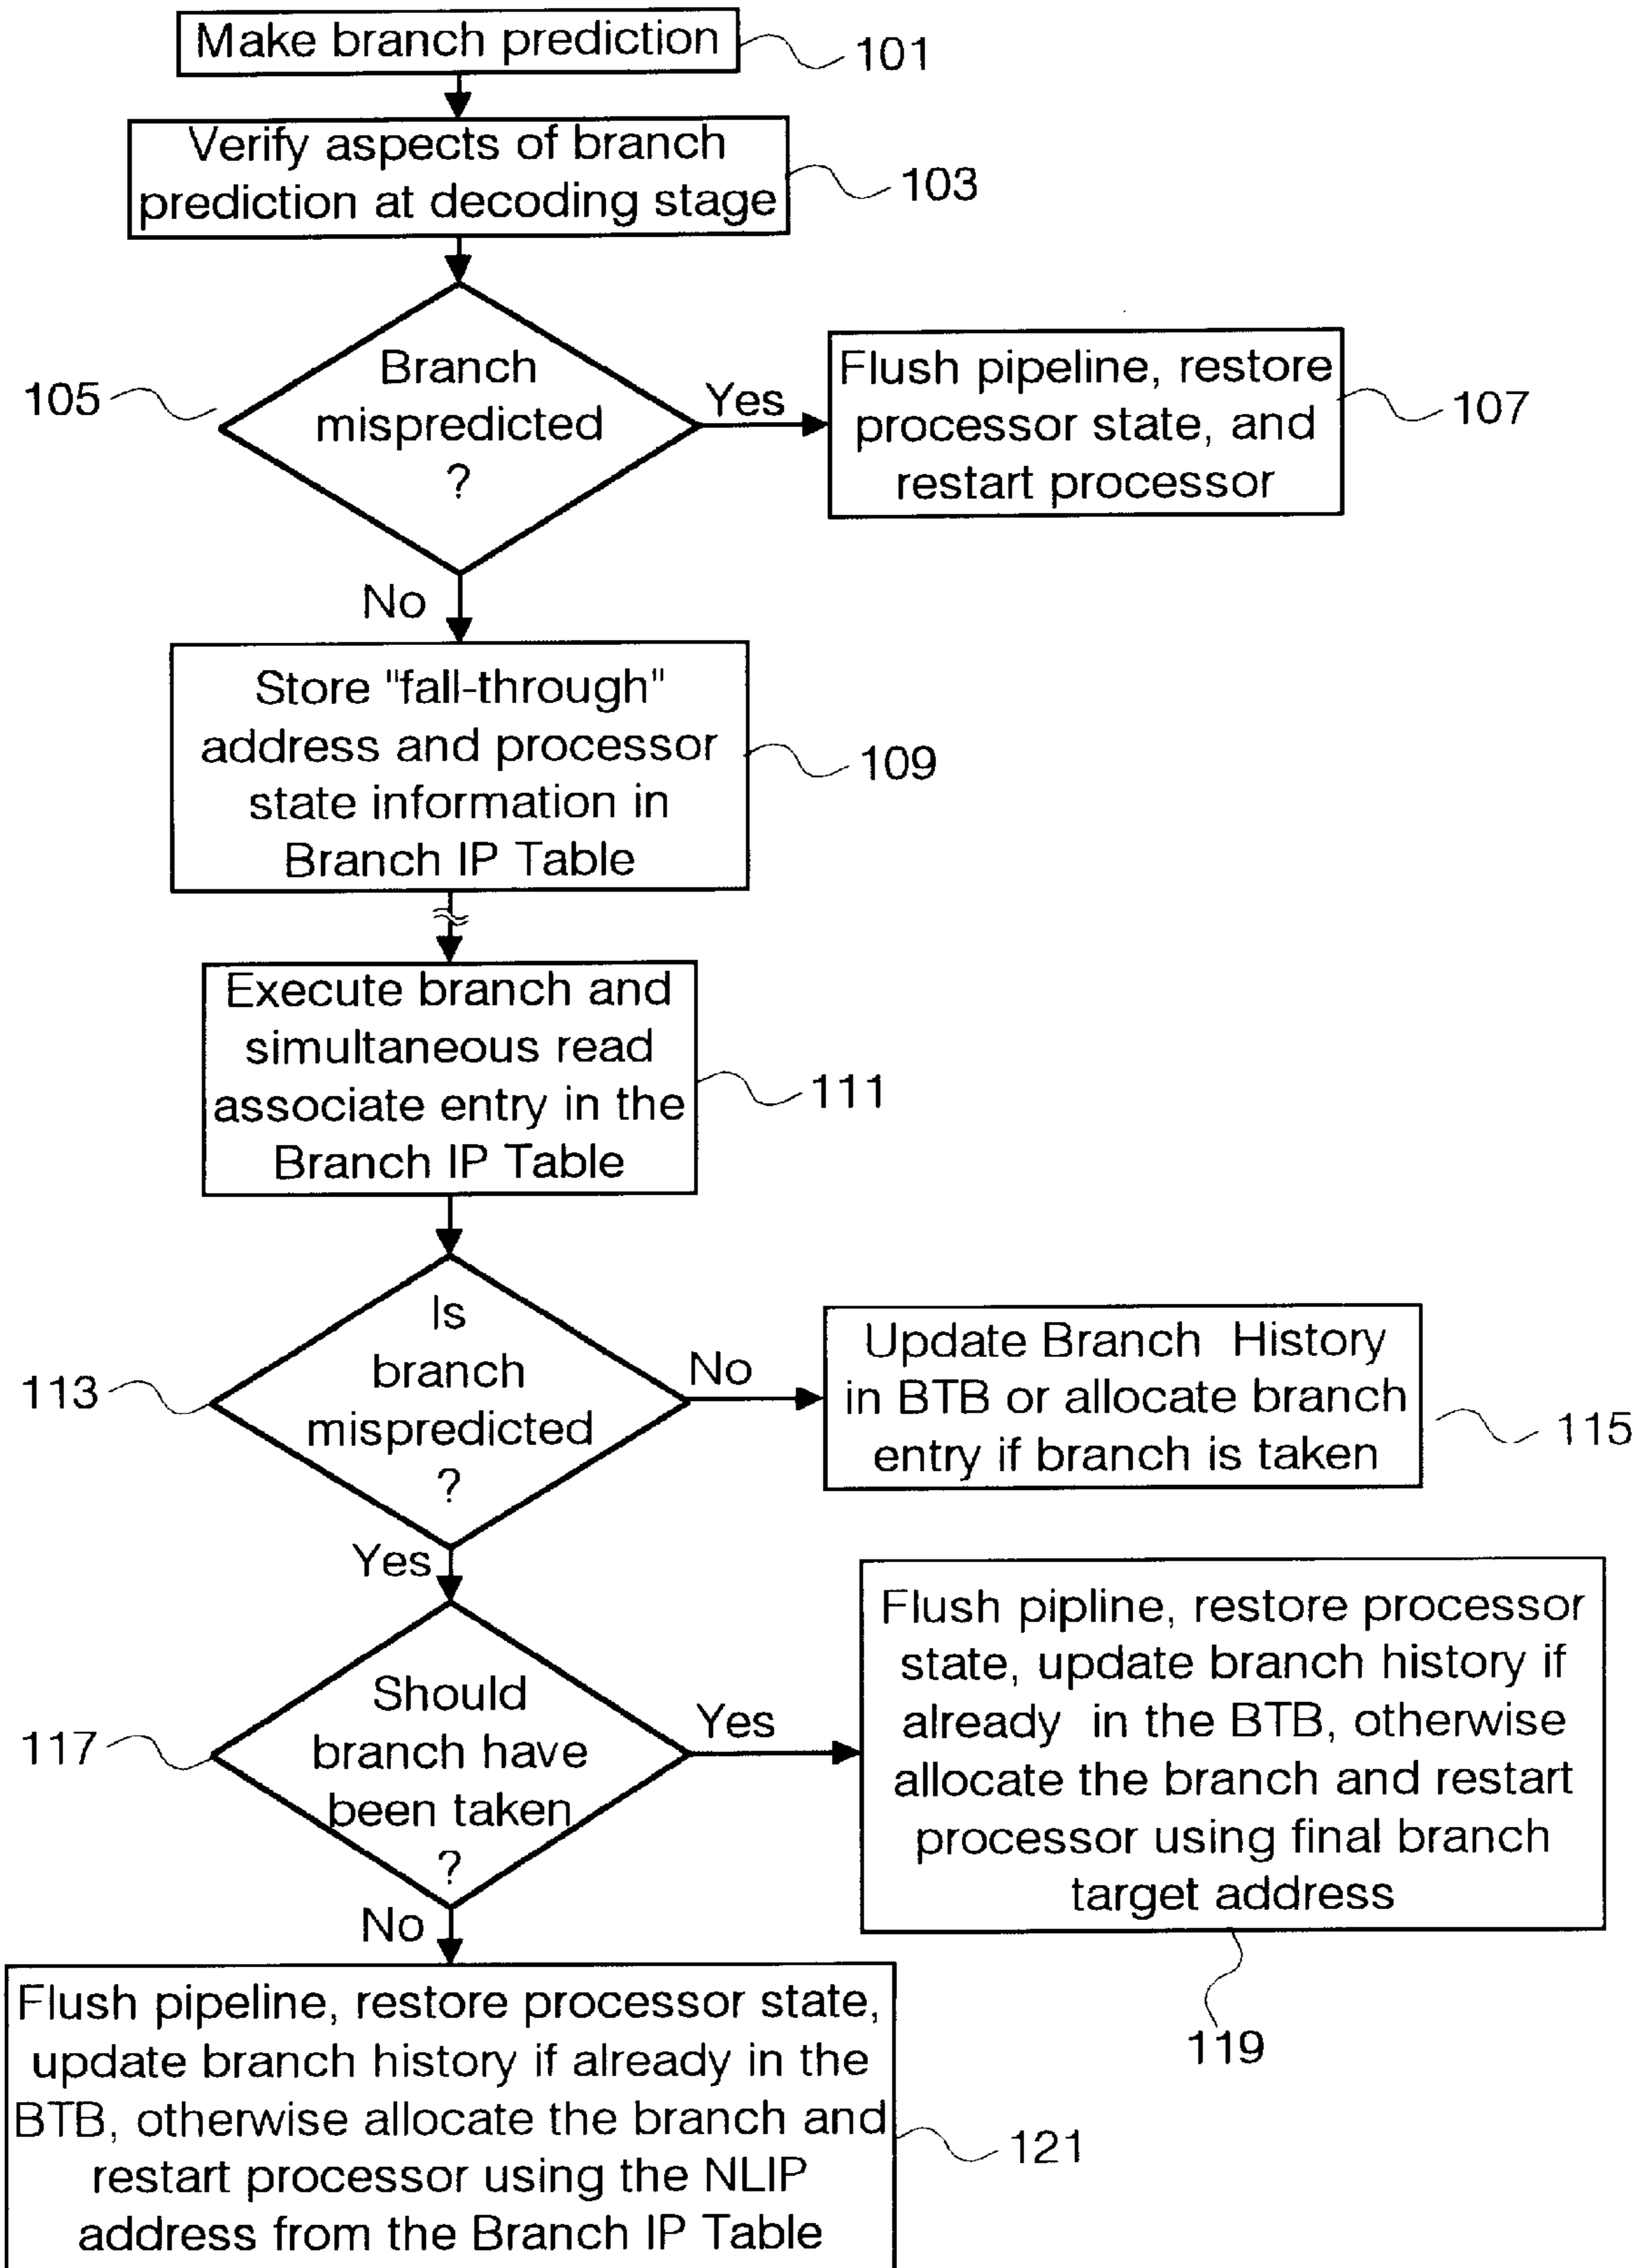 Make branch prediction
101
Verify aspects of branch
prediction at decoding stage
103
Branch
mispredicted
?
105
Yes
Flush pipeline, restore
processor state, and
restart processor
107
No
Store "fall-through"
address and processor
state information in
Branch IP Table
109
Execute branch and
simultaneous read
associate entry in the
Branch IP Table
111
Is
branch
mispredicted
?
113
No
Update Branch History
in BTB or allocate branch
entry if branch is taken
115
Yes
Should
branch have
been taken
?
117
Yes
Flush pipline, restore processor
state, update branch history if
already in the BTB, otherwise
allocate the branch and restart
processor using final branch
target address
119
No
Flush pipeline, restore processor state,
update branch history if already in the
BTB, otherwise allocate the branch and
restart processor using the NLIP
address from the Branch IP Table
121